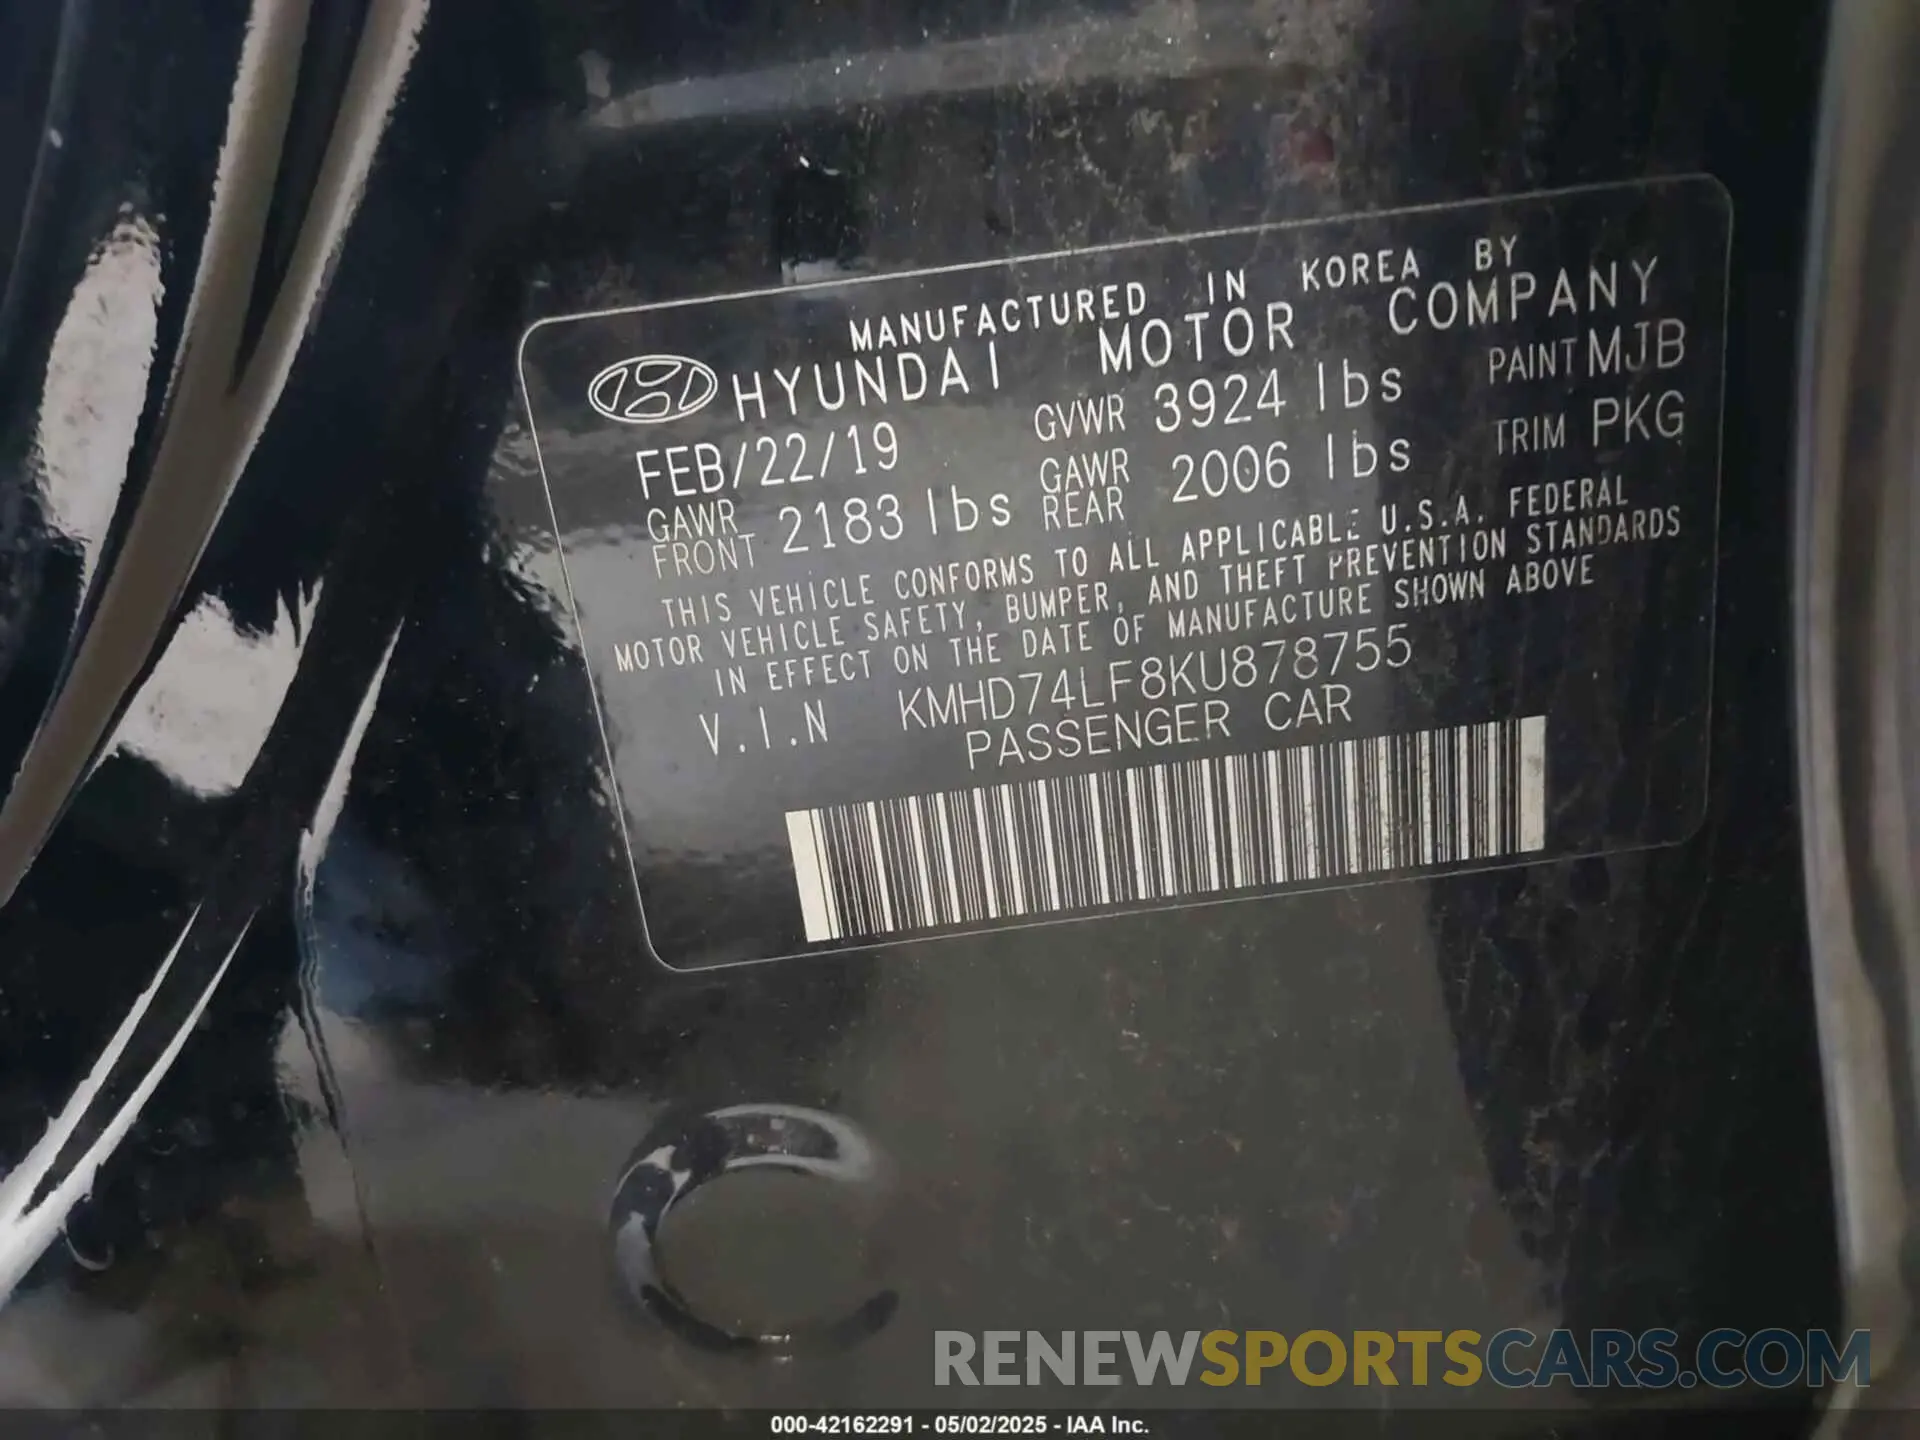 MANUFACTURED IN KOREA BY
HYUNDAI MOTOR COMPANY
FEB/22/19 GVWR 3924 lbs PAINT MJB
GAWR FRONT 2183 lbs GAWR REAR 2006 lbs TRIM PKG
THIS VEHICLE CONFORMS TO ALL APPLICABLE U.S.A. FEDERAL
MOTOR VEHICLE SAFETY, BUMPER, AND THEFT PREVENTION STANDARDS
IN EFFECT ON THE DATE OF MANUFACTURE SHOWN ABOVE
V.I.N KMHD74LF8KU878755
PASSENGER CAR
RENEWSPORTSCARS.COM
000-42162291 - 05/02/2025 - IAA Inc.